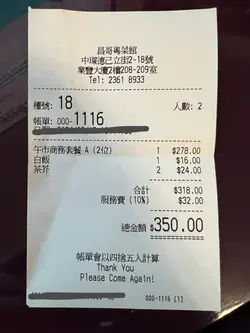 昌哥粵菜館
中環德己立街2-18號
業豐大廈2樓208-209室
Tel: 2361 8933
檯號: 18
人數: 2
帳單: 000-1116
午市商務套餐 A (2位) 1 $278.00
白飯 1 $16.00
茶芥 2 $24.00
合計 $318.00
服務費 (10%) $32.00
總金額 $350.00
帳單會以四捨五入計算
Thank You
Please Come Again!
000-1116 [1]